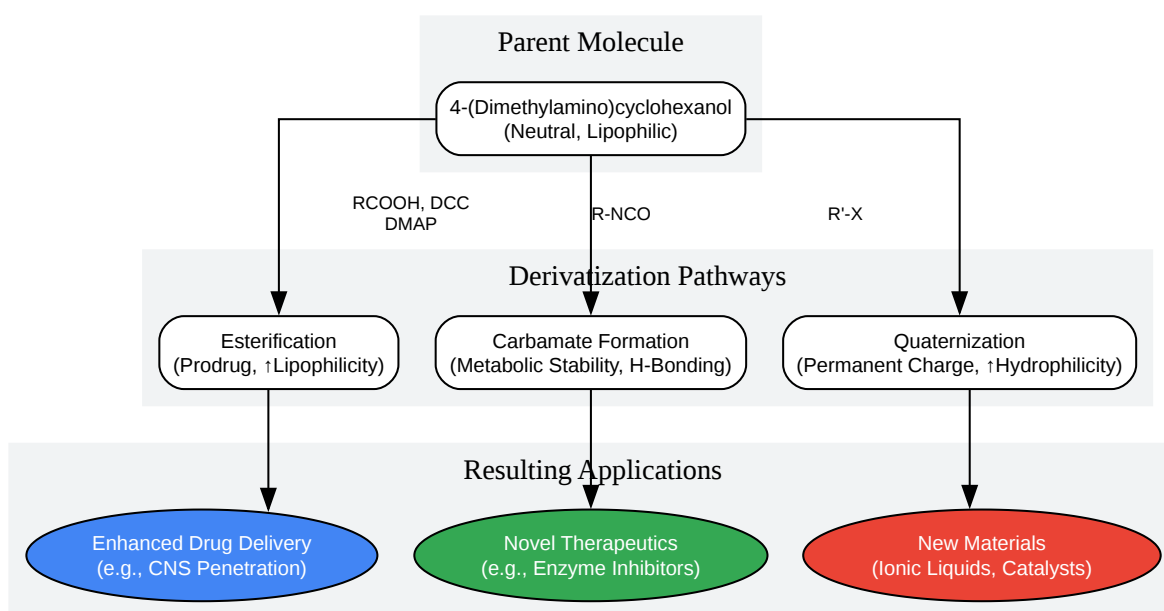 Parent Molecule
4-(Dimethylamino)cyclohexanol
(Neutral, Lipophilic)
RCOOH, DCC
DMAP
R-NCO
R'-X
Derivatization Pathways
Esterification
(Prodrug, ↑Lipophilicity)
Carbamate Formation
(Metabolic Stability, H-Bonding)
Quaternization
(Permanent Charge, ↑Hydrophilicity)
Resulting Applications
Enhanced Drug Delivery
(e.g., CNS Penetration)
Novel Therapeutics
(e.g., Enzyme Inhibitors)
New Materials
(Ionic Liquids, Catalysts)